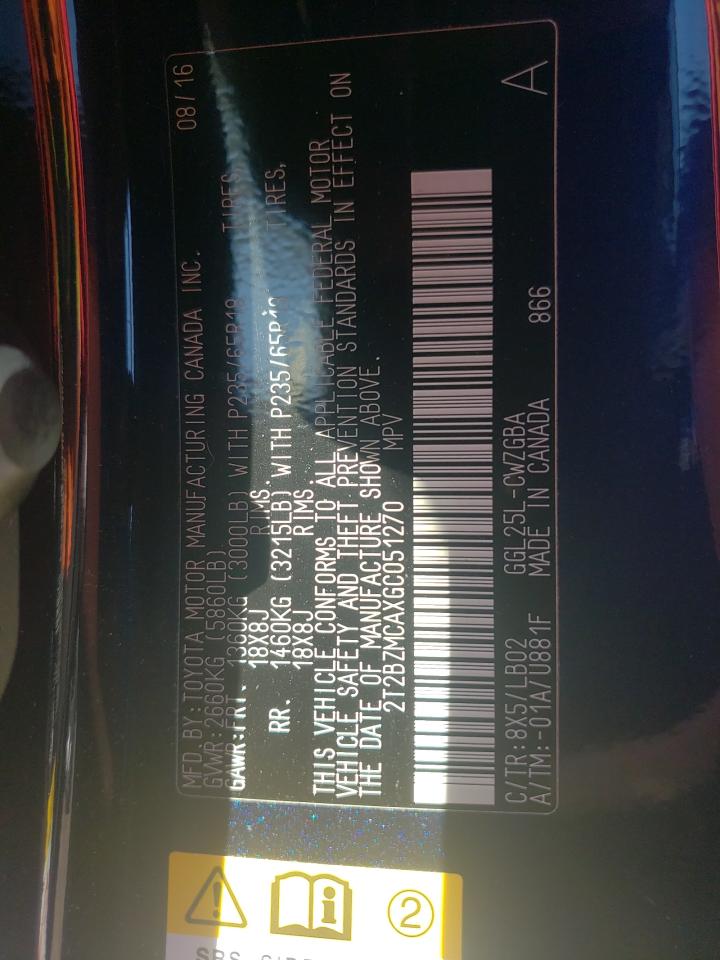 MFD.BY:TOYOTA MOTOR MANUFACTURING CANADA INC. 08/16
GVWR:2660KG (5860LB)
GAWR:FRT. 1360KG (3000LB) WITH P235/65R18 TIRES,
18X8J RIMS.
RR. 1460KG (3215LB) WITH P235/65R18 TIRES,
18X8J RIMS.
THIS VEHICLE CONFORMS TO ALL APPLICABLE FEDERAL MOTOR
VEHICLE SAFETY AND THEFT PREVENTION STANDARDS IN EFFECT ON
THE DATE OF MANUFACTURE SHOWN ABOVE.
2T2BZMCAXGC051270 MPV
C/TR:8X5/LB02 GGL25L-CWZGBA
A/TM:-01A/U881F MADE IN CANADA 866 A
2